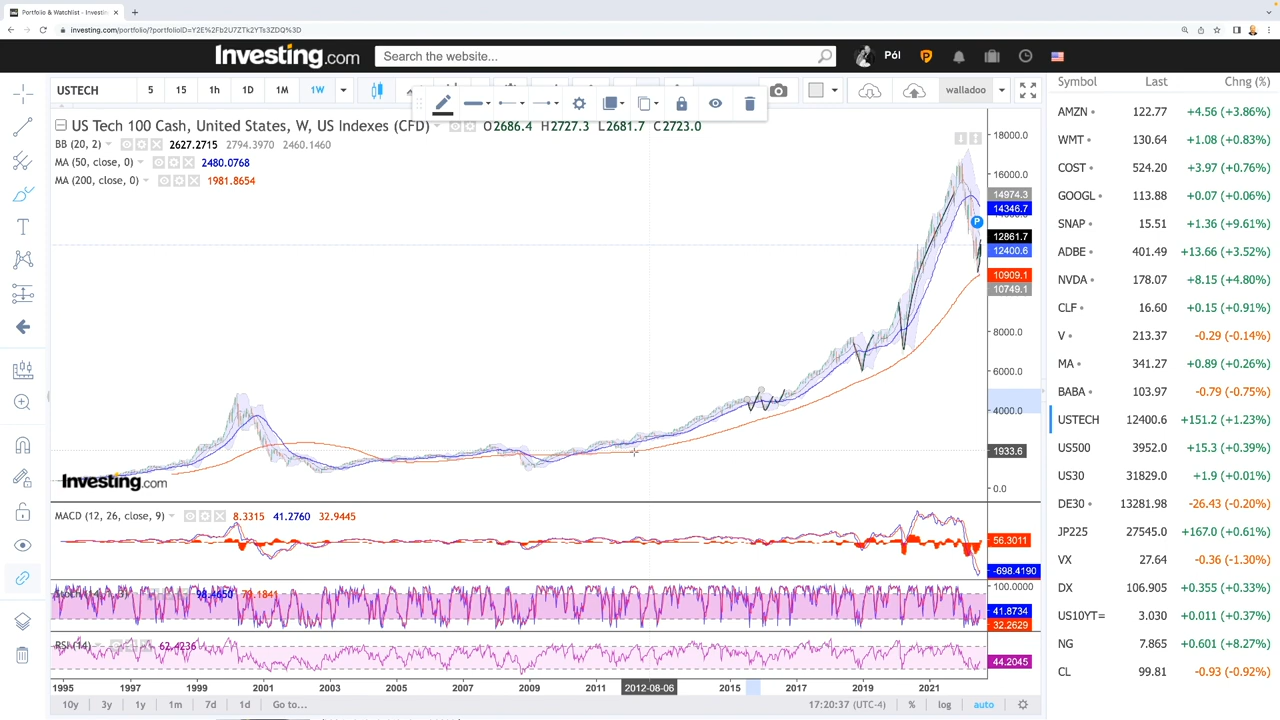 Portfolio & Watchlist - Investin
investing.com/portfolio/?portfolioID=Y2E%2Fb2U7ZTk2YTs3ZDQ%3D
Investing.com
Search the website...
Pól
USTECH 5 15 1h 1D 1M 1W
walladoo
US Tech 100 Cash, United States, W, US Indexes (CFD) O2686.4 H2727.3 L2681.7 C2723.0
BB (20, 2) 2627.2715 2794.3970 2460.1460
MA (50, close, 0) 2480.0768
MA (200, close, 0) 1981.8654
18000.0
16000.0
14974.3
14346.7
P
12861.7
12400.6
10909.1
10749.1
8000.0
6000.0
4000.0
1933.6
0.0
Investing.com
MACD (12, 26, close, 9) 8.3315 41.2760 32.9445
56.3011
-698.4190
98.4650 79.1841
100.0000
41.8734
32.2629
RSI (14) 62.4236
44.2045
1995 1997 1999 2001 2003 2005 2007 2009 2011 2012-08-06 2015 2017 2019 2021
10y 3y 1y 1m 7d 1d Go to...
17:20:37 (UTC-4) % log auto
Symbol Last Chng (%)
AMZN 122.77 +4.56 (+3.86%)
WMT 130.64 +1.08 (+0.83%)
COST 524.20 +3.97 (+0.76%)
GOOGL 113.88 +0.07 (+0.06%)
SNAP 15.51 +1.36 (+9.61%)
ADBE 401.49 +13.66 (+3.52%)
NVDA 178.07 +8.15 (+4.80%)
CLF 16.60 +0.15 (+0.91%)
V 213.37 -0.29 (-0.14%)
MA 341.27 +0.89 (+0.26%)
BABA 103.97 -0.79 (-0.75%)
USTECH 12400.6 +151.2 (+1.23%)
US500 3952.0 +15.3 (+0.39%)
US30 31829.0 +1.9 (+0.01%)
DE30 13281.98 -26.43 (-0.20%)
JP225 27545.0 +167.0 (+0.61%)
VX 27.64 -0.36 (-1.30%)
DX 106.905 +0.355 (+0.33%)
US10YT= 3.030 +0.011 (+0.37%)
NG 7.865 +0.601 (+8.27%)
CL 99.81 -0.93 (-0.92%)